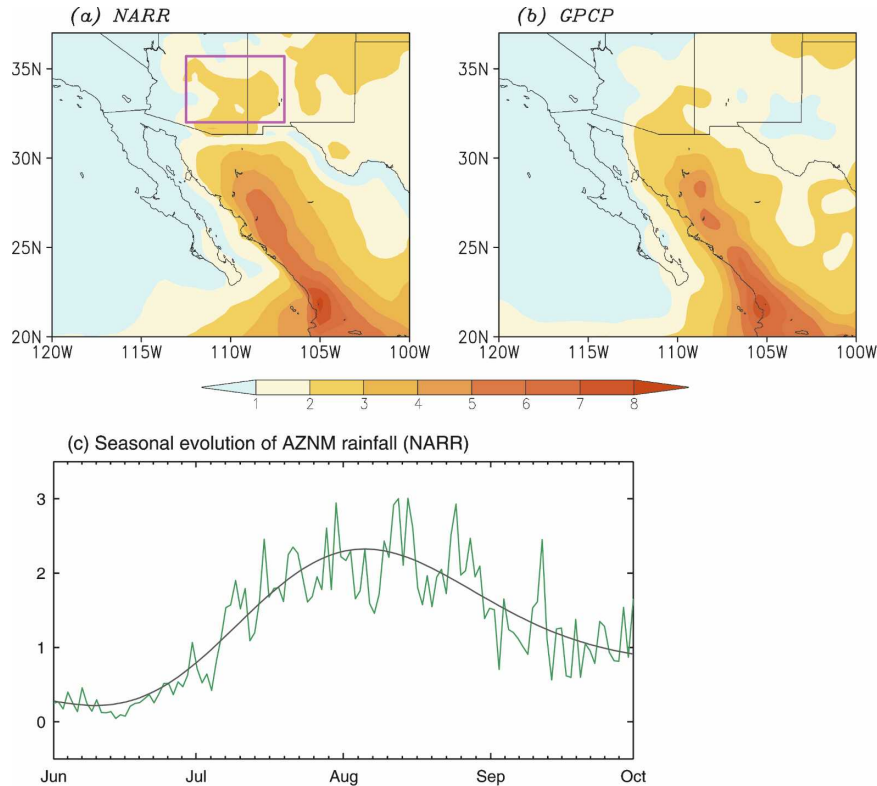 (a) NARR
(b) GPCP
35N
30N
25N
20N
120W 115W 110W 105W 100W
35N
30N
25N
20N
120W 115W 110W 105W 100W
1 2 3 4 5 6 7 8
(c) Seasonal evolution of AZNM rainfall (NARR)
3
2
1
0
Jun Jul Aug Sep Oct